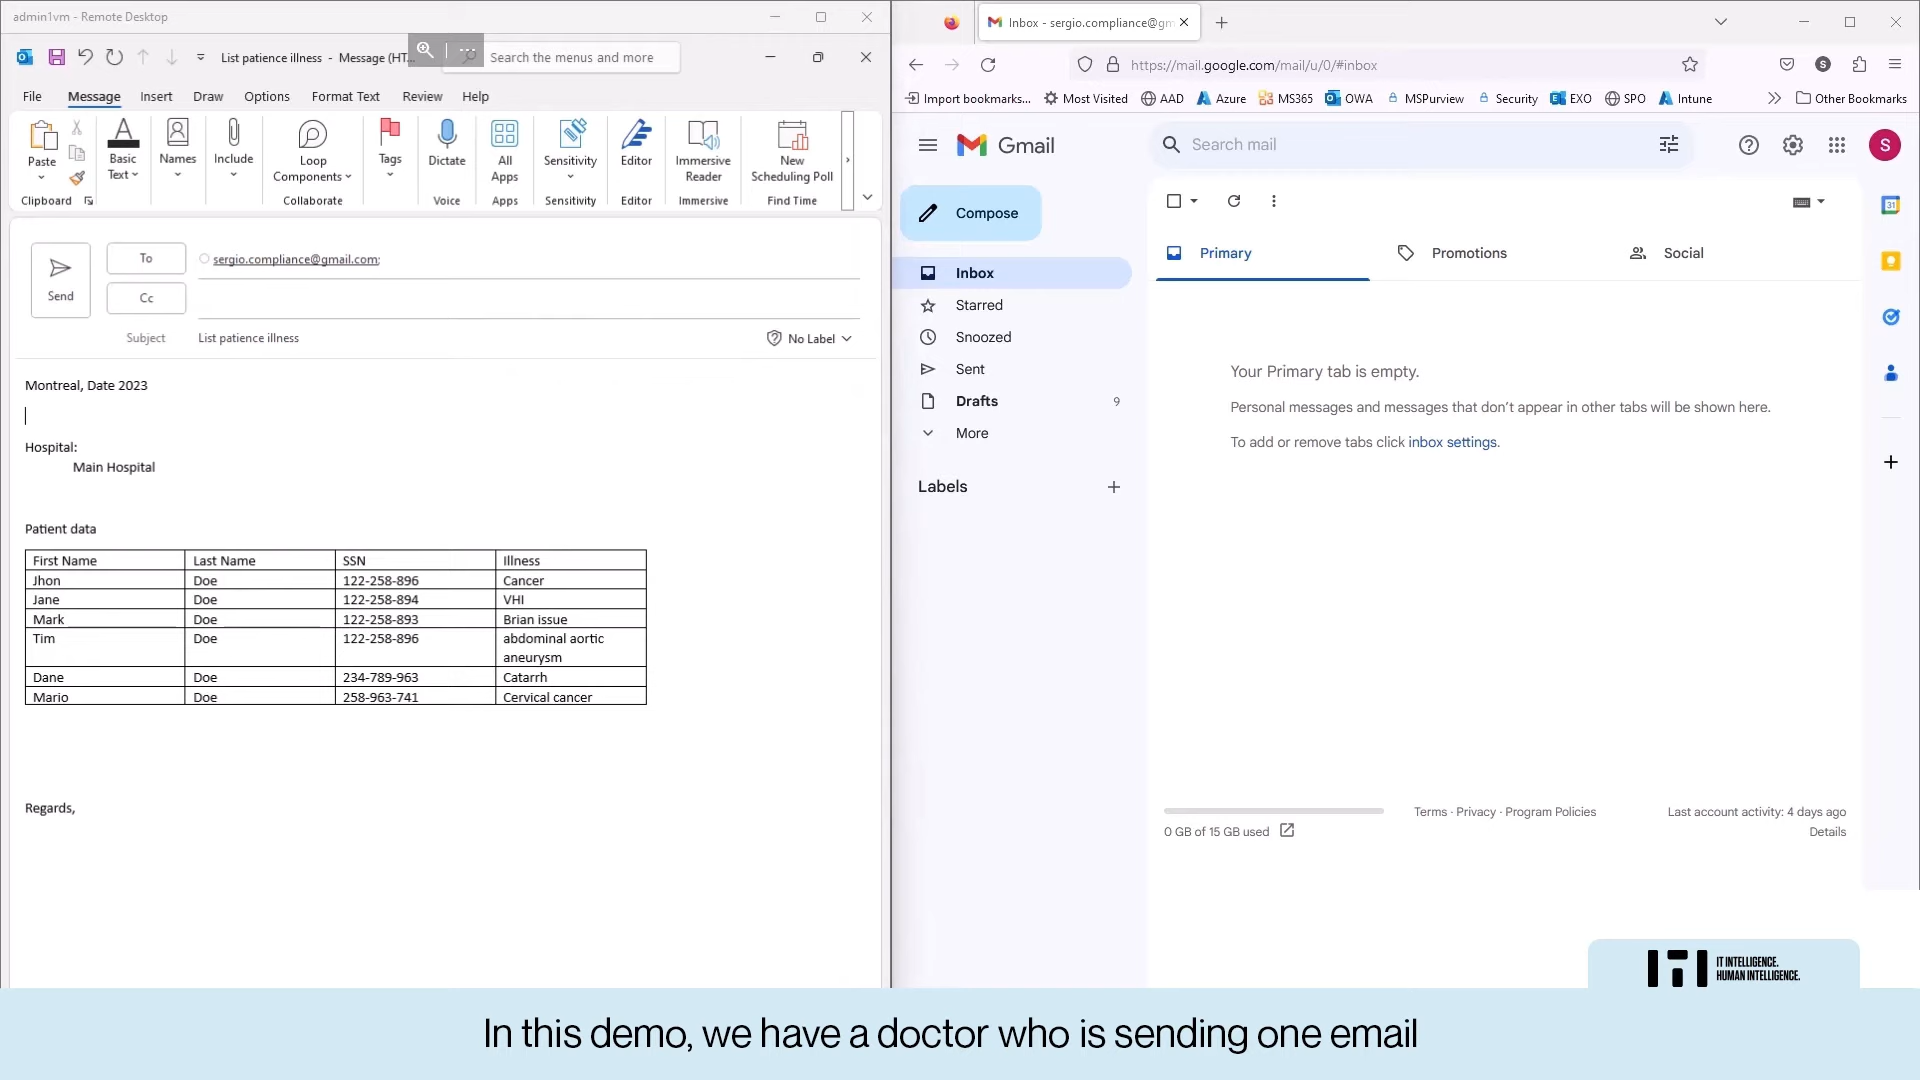 admin1vm - Remote Desktop
List patience illness - Message (HT...
Search the menus and more
File Message Insert Draw Options Format Text Review Help
Paste
Basic Text
Names
Include
Loop Components
Tags
Dictate
All Apps
Sensitivity
Editor
Immersive Reader
New Scheduling Poll
Clipboard
Collaborate
Voice
Apps
Sensitivity
Editor
Immersive
Find Time
Send
To
sergio.compliance@gmail.com;
Cc
Subject
List patience illness
No Label
Montreal, Date 2023
Hospital:
Main Hospital
Patient data
First Name Last Name SSN Illness
Jhon Doe 122-258-896 Cancer
Jane Doe 122-258-894 VHI
Mark Doe 122-258-893 Brian issue
Tim Doe 122-258-896 abdominal aortic
aneurysm
Dane Doe 234-789-963 Catarrh
Mario Doe 258-963-741 Cervical cancer
Regards,
Inbox - sergio.compliance@gm
https://mail.google.com/mail/u/0/#inbox
S
Import bookmarks... Most Visited AAD Azure MS365 OWA MSPurview Security EXO SPO Intune Other Bookmarks
Gmail
Search mail
S
Compose
Inbox
Starred
Snoozed
Sent
Drafts 9
More
Labels
Primary
Promotions
Social
31
Your Primary tab is empty.
Personal messages and messages that don't appear in other tabs will be shown here.
To add or remove tabs click inbox settings.
0 GB of 15 GB used
Terms · Privacy · Program Policies
Last account activity: 4 days ago
Details
IT INTELLIGENCE.
HUMAN INTELLIGENCE.
In this demo, we have a doctor who is sending one email